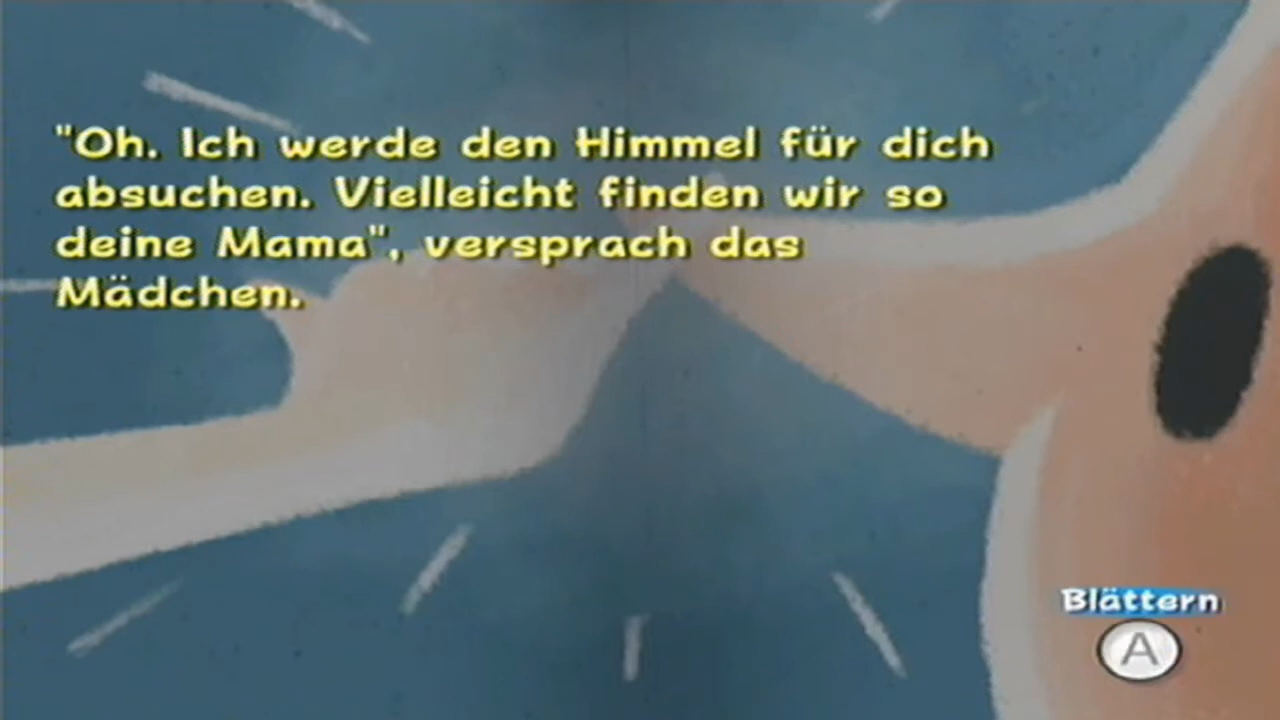 "Oh. Ich werde den Himmel für dich
absuchen. Vielleicht finden wir so
deine Mama", versprach das
Mädchen.
Blättern
A